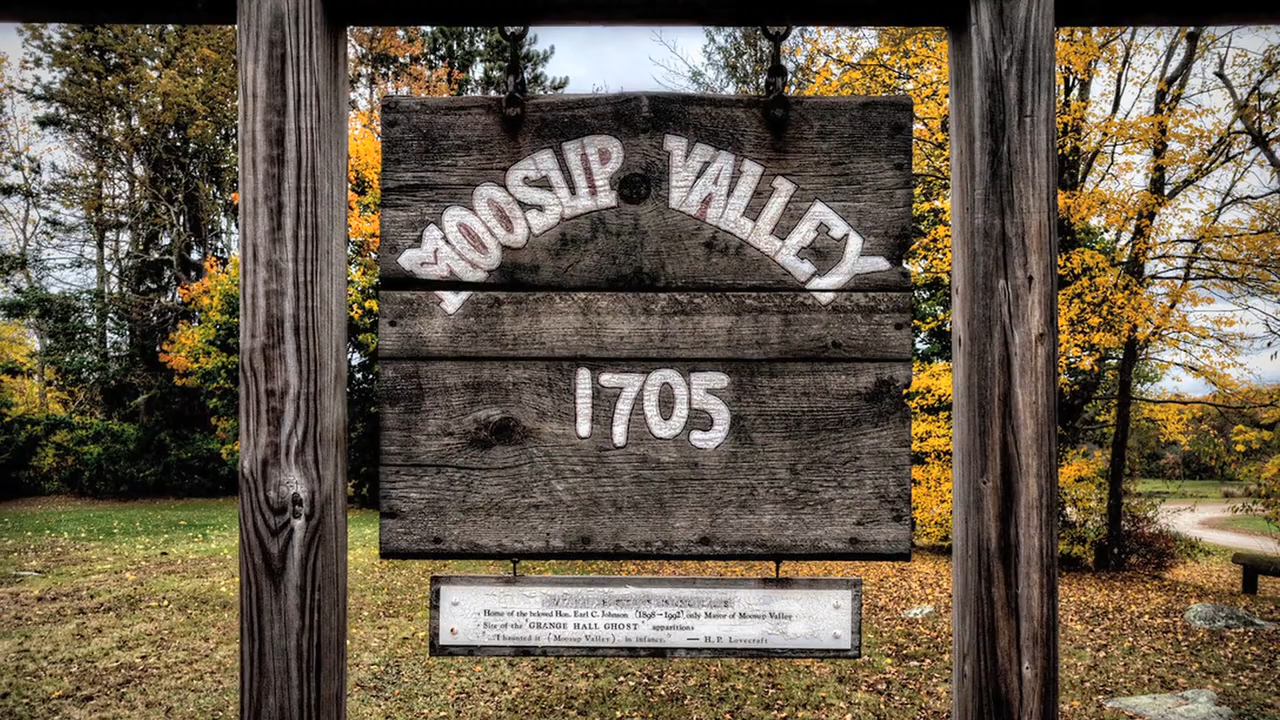 MOOSUP VALLEY
1705
· Home of the beloved Hon. Earl C. Johnson (1898-1992) only Mayor of Moosup Valley
· Site of the "GRANGE HALL GHOST" apparitions
"I haunted it (Moosup Valley) in infancy." — H. P. Lovecraft